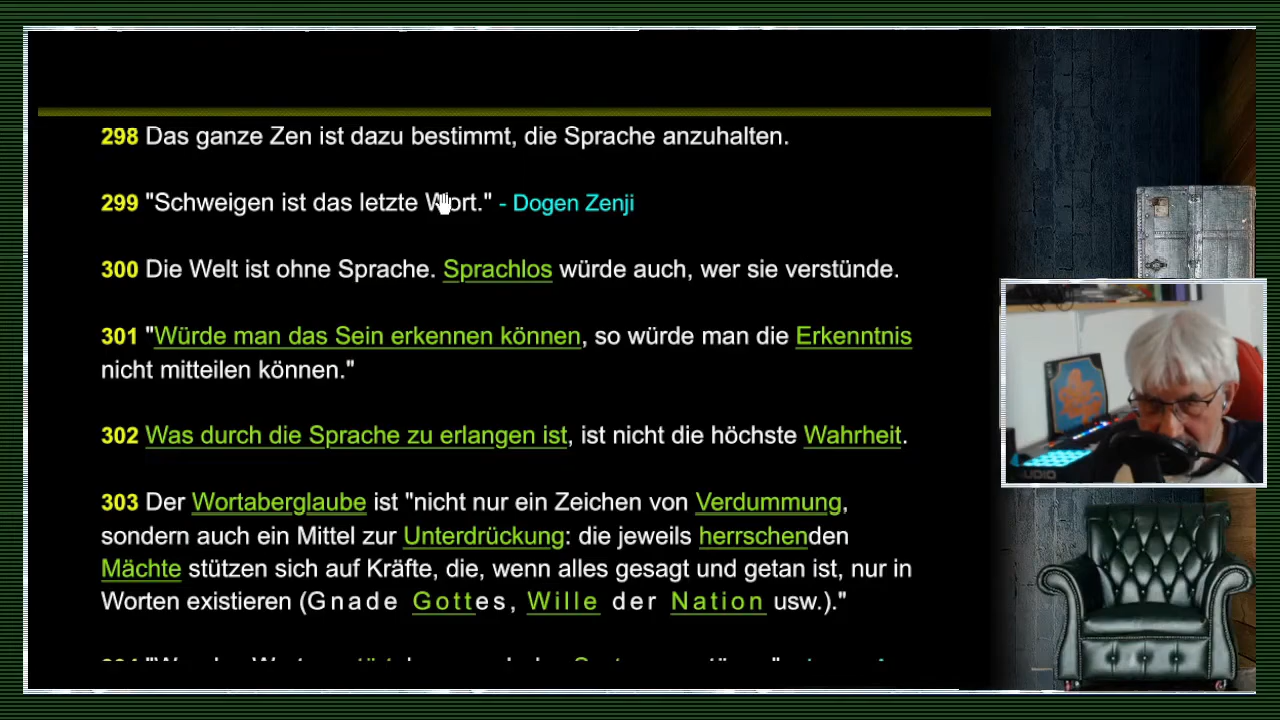 298 Das ganze Zen ist dazu bestimmt, die Sprache anzuhalten.
299 "Schweigen ist das letzte Wort." - Dogen Zenji
300 Die Welt ist ohne Sprache. Sprachlos würde auch, wer sie verstünde.
301 "Würde man das Sein erkennen können, so würde man die Erkenntnis
nicht mitteilen können."
302 Was durch die Sprache zu erlangen ist, ist nicht die höchste Wahrheit.
303 Der Wortaberglaube ist "nicht nur ein Zeichen von Verdummung,
sondern auch ein Mittel zur Unterdrückung: die jeweils herrschenden
Mächte stützen sich auf Kräfte, die, wenn alles gesagt und getan ist, nur in
Worten existieren (Gnade Gottes, Wille der Nation usw.)."